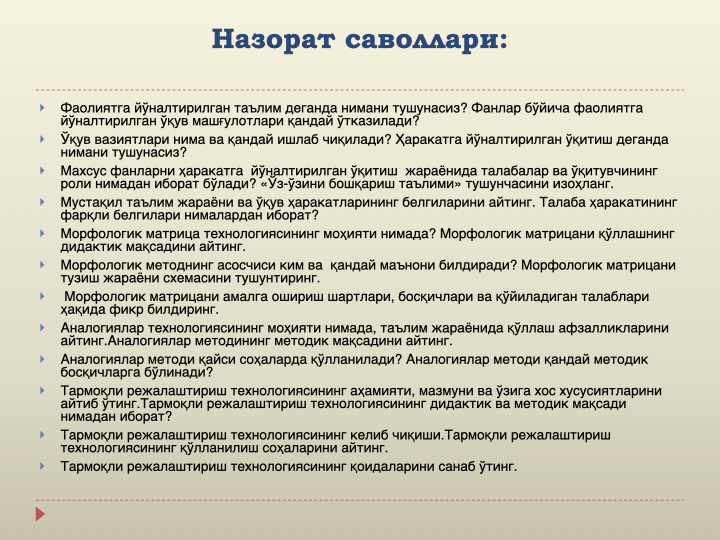 Назорат саволлари:
Фаолиятга йўналтирилган таълим деганда нимани тушунасиз? Фанлар бўйича фаолиятга
йўналтирилган ўқув машғулотлари қандай ўтказилади?
Ўқув вазиятлари нима ва қандай ишлаб чиқилади? Ҳаракатга йўналтирилган ўқитиш деганда
нимани тушунасиз?
Махсус фанларни ҳаракатга йўналтирилган ўқитиш жараёнида талабалар ва ўқитувчининг
роли нимадан иборат бўлади? «Ўз-ўзини бошқариш таълими» тушунчасини изоҳланг.
Мустақил таълим жараёни ва ўқув ҳаракатларининг белгиларини айтинг. Талаба ҳаракатининг
фарқли белгилари нималардан иборат?
Морфологик матрица технологиясининг моҳияти нимада? Морфологик матрицани қўллашнинг
дидактик мақсадини айтинг.
Морфологик методнинг асосчиси ким ва қандай маънони билдиради? Морфологик матрицани
тузиш жараёни схемасини тушунтиринг.
Морфологик матрицани амалга ошириш шартлари, босқичлари ва қўйиладиган талаблари
ҳақида фикр билдиринг.
Аналогиялар технологиясининг моҳияти нимада, таълим жараёнида қўллаш афзалликларини
айтинг.Аналогиялар методининг методик мақсадини айтинг.
Аналогиялар методи қайси соҳаларда қўлланилади? Аналогиялар методи қандай методик
босқичларга бўлинади?
Тармоқли режалаштириш технологиясининг аҳамияти, мазмуни ва ўзига хос хусусиятларини
айтиб ўтинг.Тармоқли режалаштириш технологиясининг дидактик ва методик мақсади
нимадан иборат?
Тармоқли режалаштириш технологиясининг келиб чиқиши.Тармоқли режалаштириш
технологиясининг қўлланилиш соҳаларини айтинг.
Тармоқли режалаштириш технологиясининг қоидаларини санаб ўтинг.